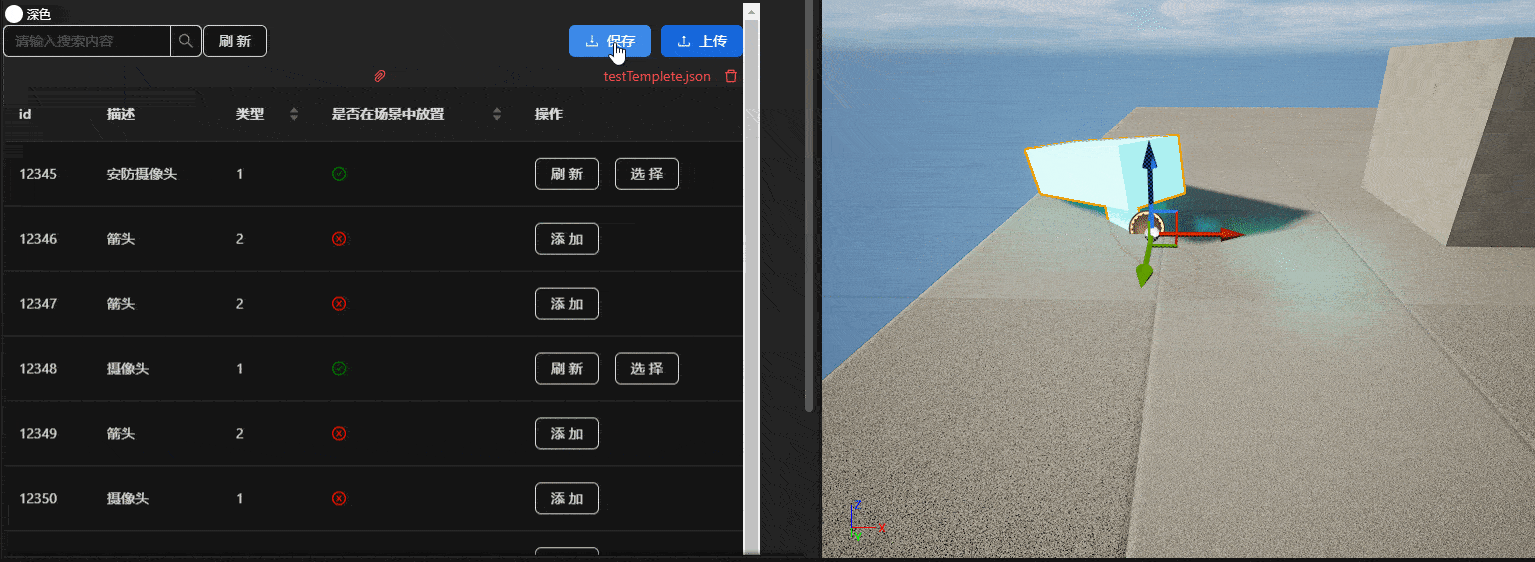 深色
请输入搜索内容 刷 新 保存 上传
testTemplete.json
id 描述 类型 是否在场景中放置 操作
12345 安防摄像头 1 刷 新 选 择
12346 箭头 2 添 加
12347 箭头 2 添 加
12348 摄像头 1 刷 新 选 择
12349 箭头 2 添 加
12350 摄像头 1 添 加
Z
X
Y